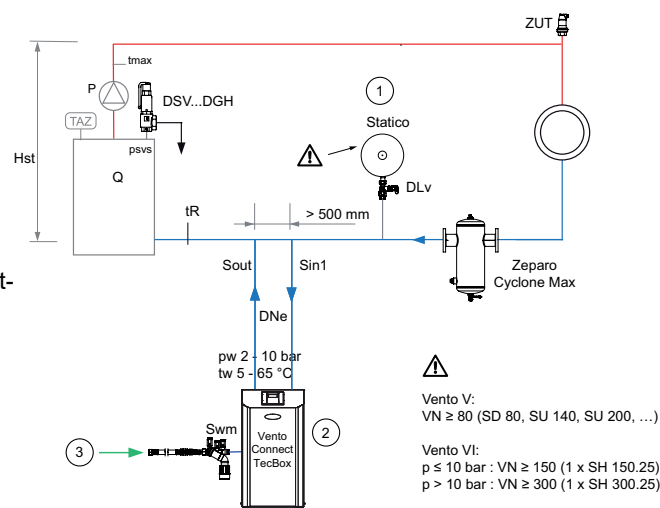 ZUT
tmax
P
DSV...DGH
TAZ
psvs
1
Statico
Hst
Q
DLv
tR
> 500 mm
Sout
Sin1
Zeparo
Cyclone Max
t-
DNe
pw 2 - 10 bar
tw 5 - 65 °C
Vento V:
VN ≥ 80 (SD 80, SU 140, SU 200, …)
Swm
Vento
Connect
TecBox
2
3
Vento VI:
p ≤ 10 bar : VN ≥ 150 (1 x SH 150.25)
p > 10 bar : VN ≥ 300 (1 x SH 300.25)